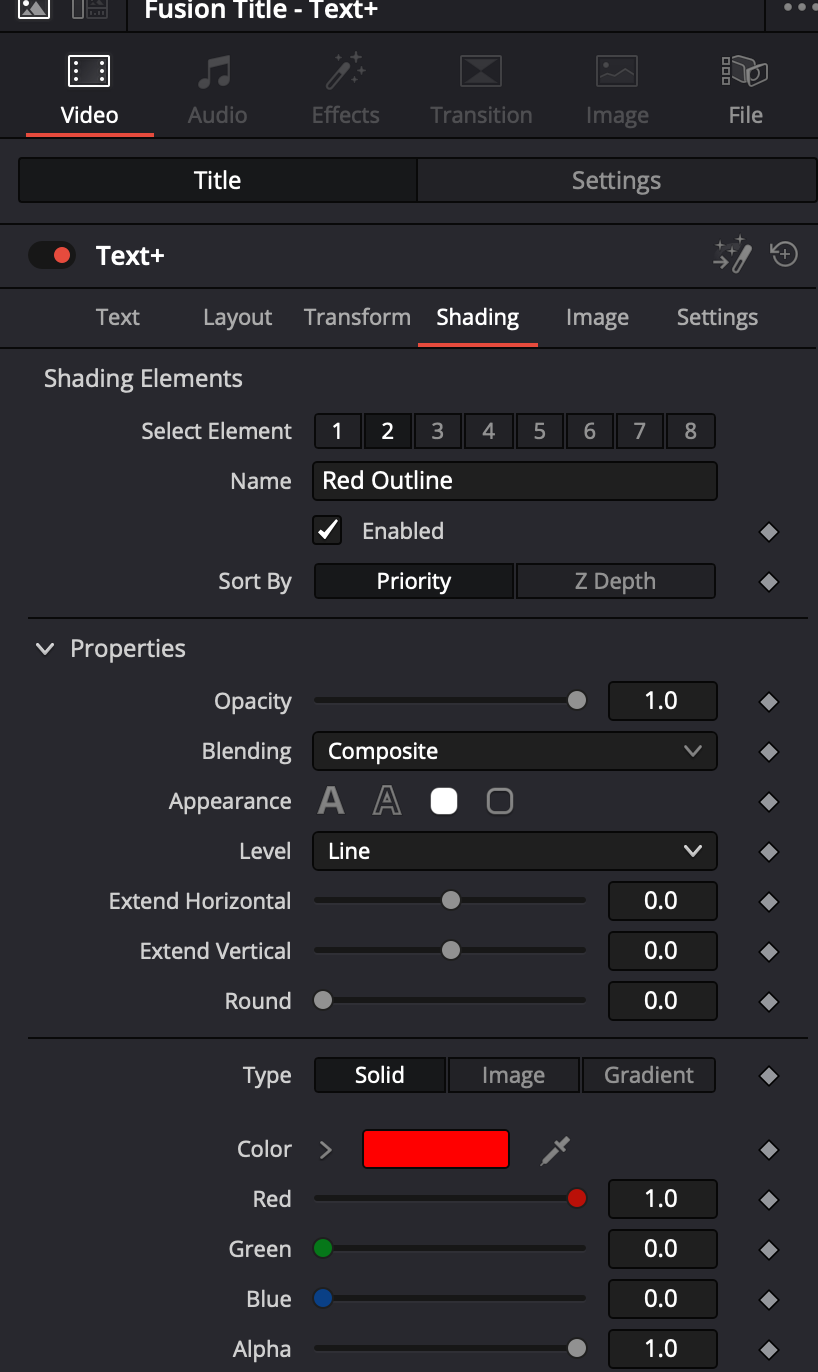 Fusion Title - Text+
Video Audio Effects Transition Image File
Title Settings
Text+
Text Layout Transform Shading Image Settings
Shading Elements
Select Element 1 2 3 4 5 6 7 8
Name Red Outline
Enabled
Sort By Priority Z Depth
Properties
Opacity 1.0
Blending Composite
Appearance A A
Level Line
Extend Horizontal 0.0
Extend Vertical 0.0
Round 0.0
Type Solid Image Gradient
Color
Red 1.0
Green 0.0
Blue 0.0
Alpha 1.0